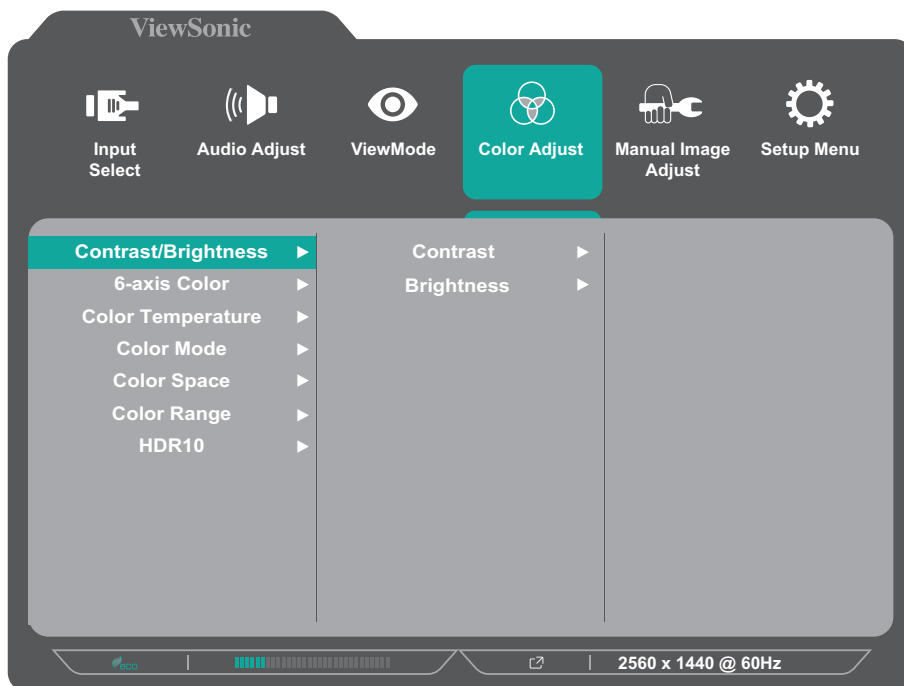 ViewSonic
Input
Select
Audio Adjust
ViewMode
Color Adjust
Manual Image
Adjust
Setup Menu
Contrast/Brightness
6-axis Color
Color Temperature
Color Mode
Color Space
Color Range
HDR10
Contrast
Brightness
eco
2560 x 1440 @ 60Hz